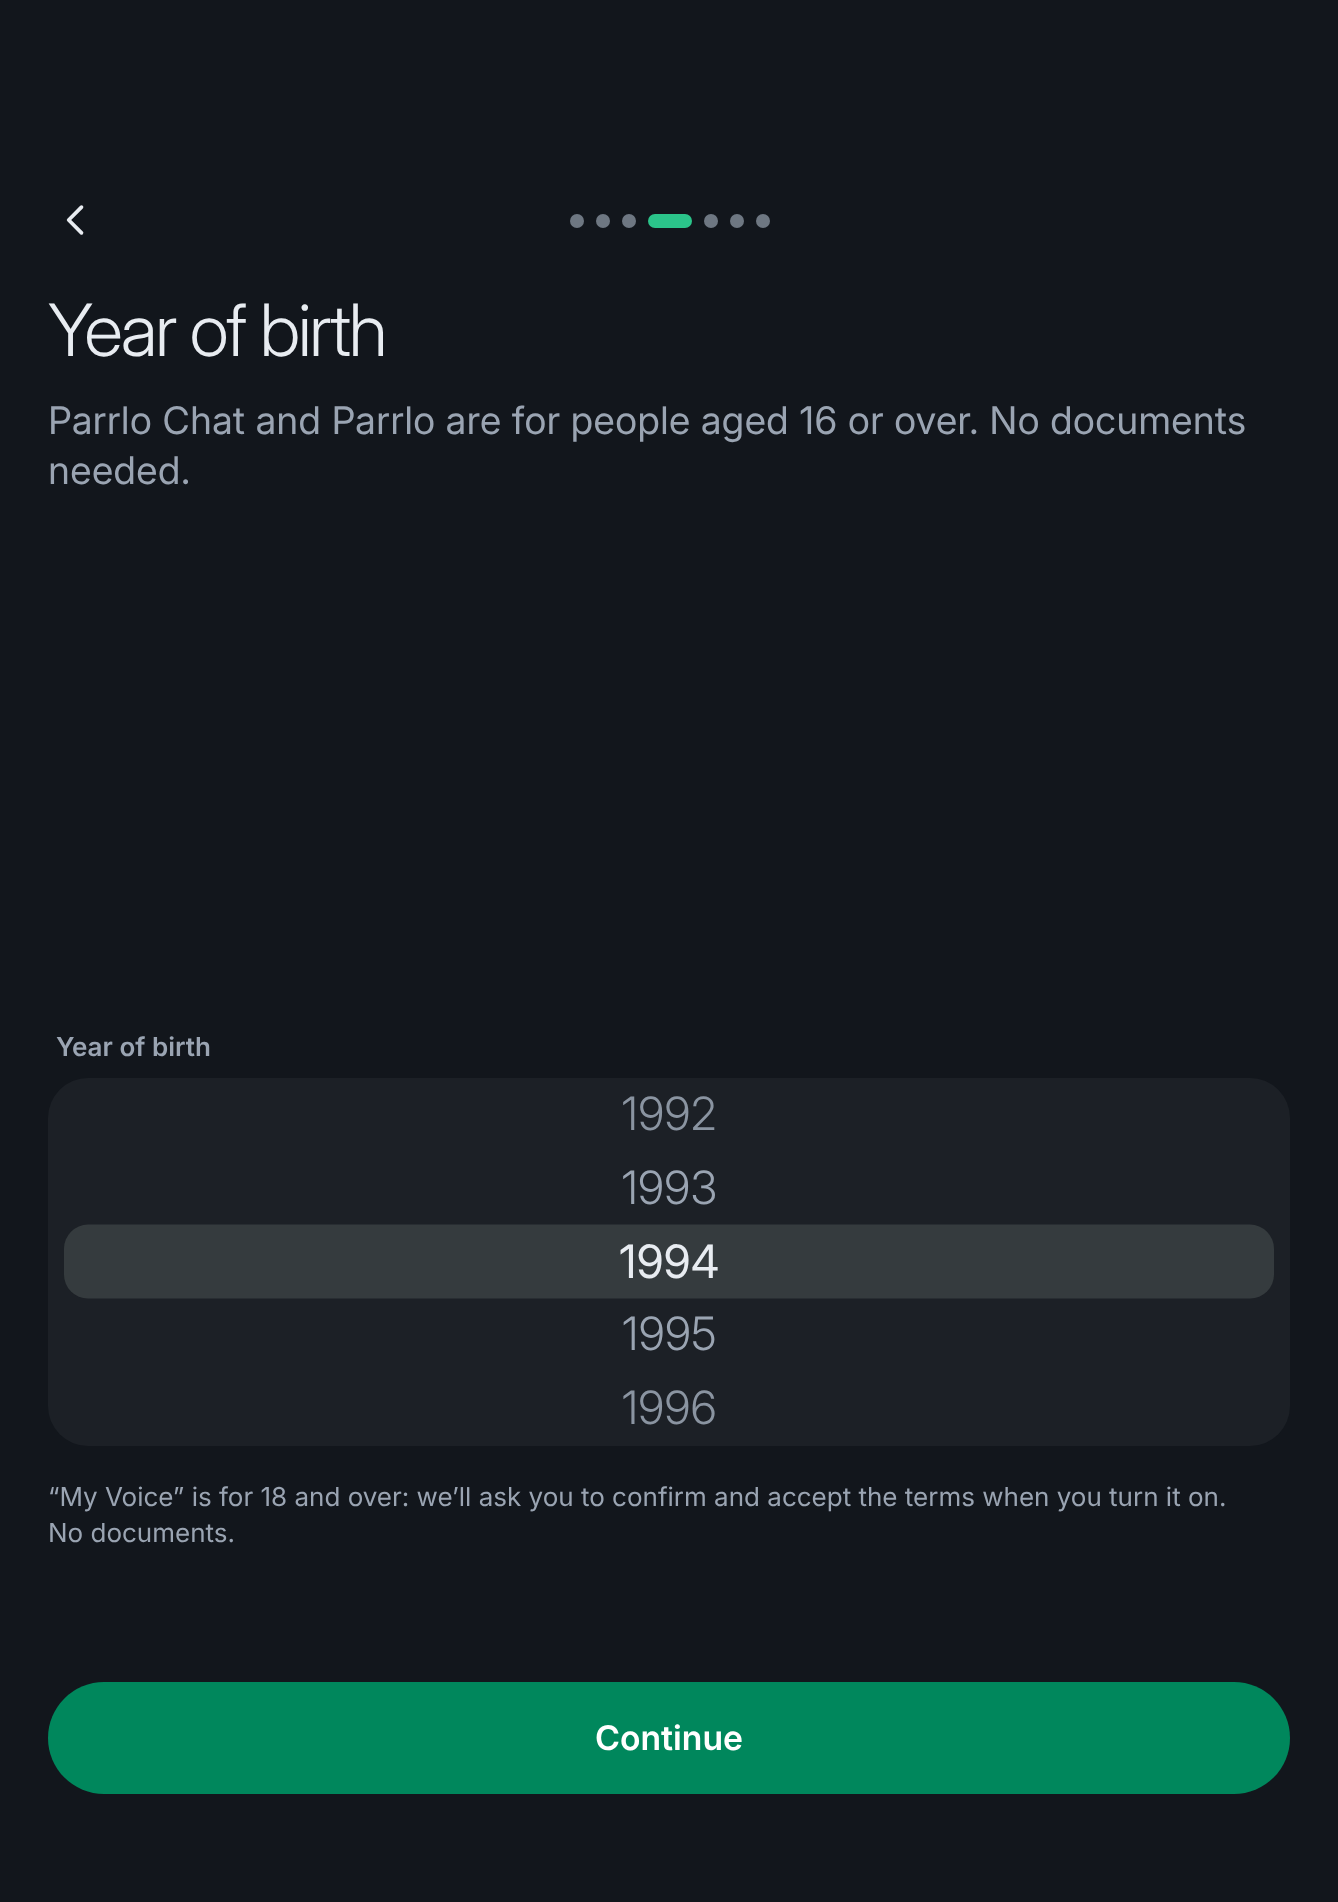 Year of birth
Parrlo Chat and Parrlo are for people aged 16 or over. No documents
needed.
Year of birth
1992
1993
1994
1995
1996
“My Voice” is for 18 and over: we’ll ask you to confirm and accept the terms when you turn it on.
No documents.
Continue